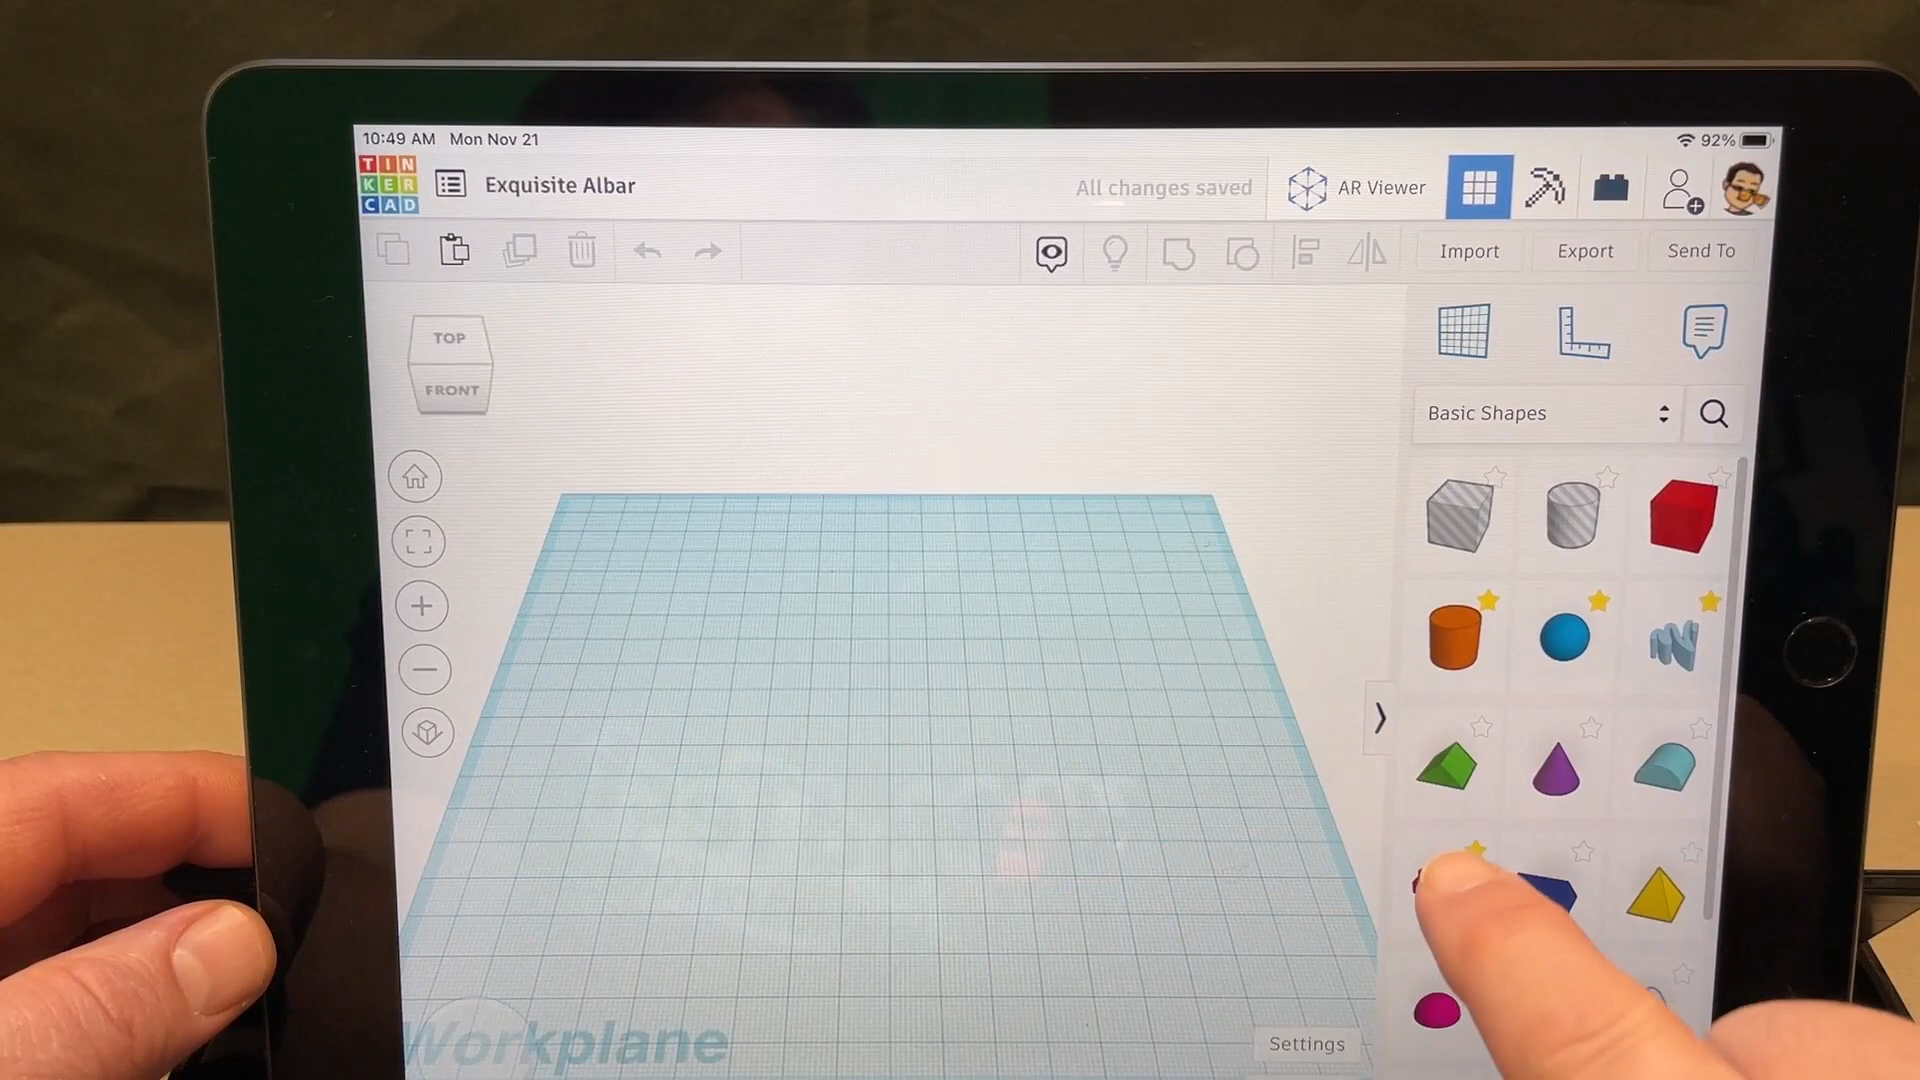 10:49 AM Mon Nov 21
92%
TIN
KER
CAD
Exquisite Albar
All changes saved
AR Viewer
Import
Export
Send To
TOP
FRONT
Basic Shapes
Workplane
Settings